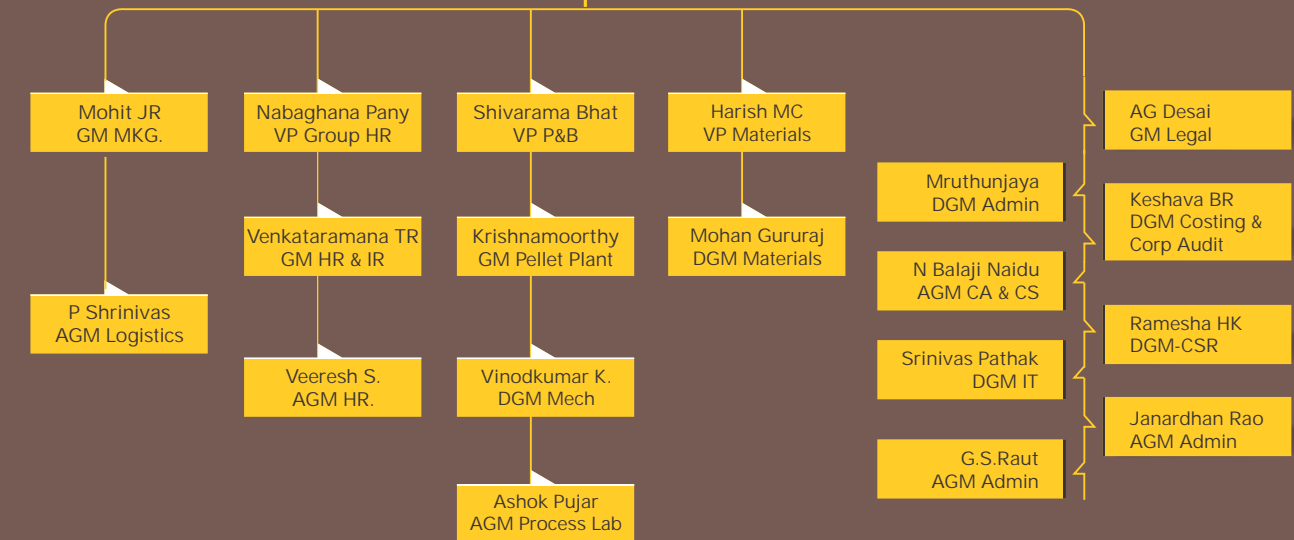 Mohit JR
GM MKG.
P Shrinivas
AGM Logistics
Nabaghana Pany
VP Group HR
Venkataramana TR
GM HR & IR
Veeresh S.
AGM HR.
Shivarama Bhat
VP P&B
Krishnamoorthy
GM Pellet Plant
Vinodkumar K.
DGM Mech
Ashok Pujar
AGM Process Lab
Harish MC
VP Materials
Mohan Gururaj
DGM Materials
AG Desai
GM Legal
Mruthunjaya
DGM Admin
Keshava BR
DGM Costing &
Corp Audit
N Balaji Naidu
AGM CA & CS
Ramesha HK
DGM-CSR
Srinivas Pathak
DGM IT
Janardhan Rao
AGM Admin
G.S.Raut
AGM Admin